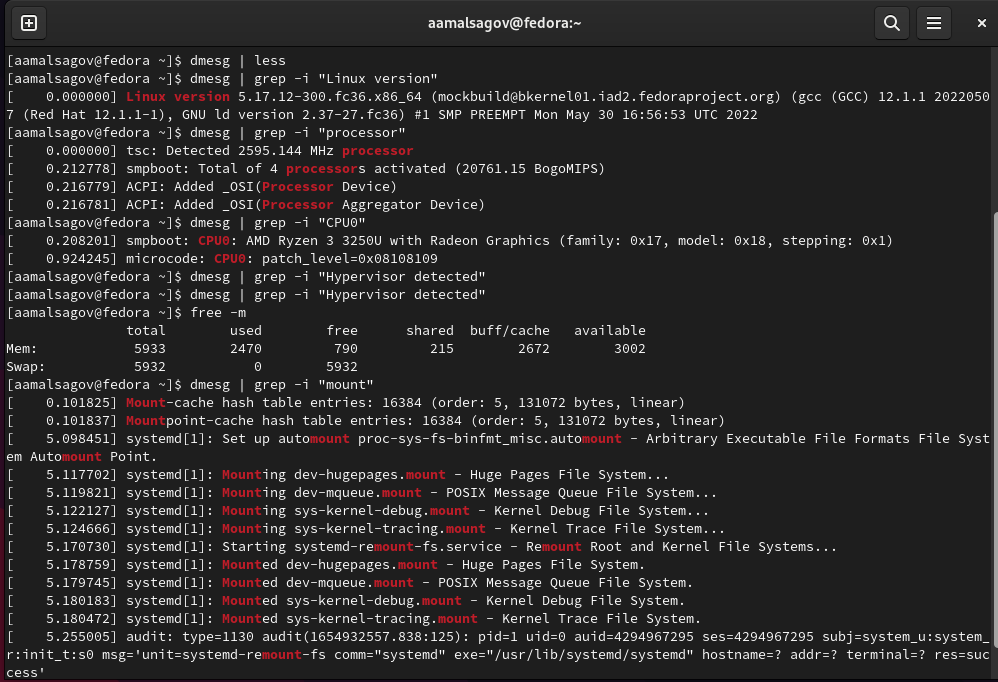 aamalsagov@fedora:~
[aamalsagov@fedora ~]$ dmesg | less
[aamalsagov@fedora ~]$ dmesg | grep -i "Linux version"
[    0.000000] Linux version 5.17.12-300.fc36.x86_64 (mockbuild@bkernel01.iad2.fedoraproject.org) (gcc (GCC) 12.1.1 2022050
7 (Red Hat 12.1.1-1), GNU ld version 2.37-27.fc36) #1 SMP PREEMPT Mon May 30 16:56:53 UTC 2022
[aamalsagov@fedora ~]$ dmesg | grep -i "processor"
[    0.000000] tsc: Detected 2595.144 MHz processor
[    0.212778] smpboot: Total of 4 processors activated (20761.15 BogoMIPS)
[    0.216779] ACPI: Added _OSI(Processor Device)
[    0.216781] ACPI: Added _OSI(Processor Aggregator Device)
[aamalsagov@fedora ~]$ dmesg | grep -i "CPU0"
[    0.208201] smpboot: CPU0: AMD Ryzen 3 3250U with Radeon Graphics (family: 0x17, model: 0x18, stepping: 0x1)
[    0.924245] microcode: CPU0: patch_level=0x08108109
[aamalsagov@fedora ~]$ dmesg | grep -i "Hypervisor detected"
[aamalsagov@fedora ~]$ dmesg | grep -i "Hypervisor detected"
[aamalsagov@fedora ~]$ free -m
               total        used        free      shared  buff/cache   available
Mem:            5933        2470         790         215        2672        3002
Swap:           5932           0        5932
[aamalsagov@fedora ~]$ dmesg | grep -i "mount"
[    0.101825] Mount-cache hash table entries: 16384 (order: 5, 131072 bytes, linear)
[    0.101837] Mountpoint-cache hash table entries: 16384 (order: 5, 131072 bytes, linear)
[    5.098451] systemd[1]: Set up automount proc-sys-fs-binfmt_misc.automount - Arbitrary Executable File Formats File Syst
em Automount Point.
[    5.117702] systemd[1]: Mounting dev-hugepages.mount - Huge Pages File System...
[    5.119821] systemd[1]: Mounting dev-mqueue.mount - POSIX Message Queue File System...
[    5.122127] systemd[1]: Mounting sys-kernel-debug.mount - Kernel Debug File System...
[    5.124666] systemd[1]: Mounting sys-kernel-tracing.mount - Kernel Trace File System...
[    5.170730] systemd[1]: Starting systemd-remount-fs.service - Remount Root and Kernel File Systems...
[    5.178759] systemd[1]: Mounted dev-hugepages.mount - Huge Pages File System.
[    5.179745] systemd[1]: Mounted dev-mqueue.mount - POSIX Message Queue File System.
[    5.180183] systemd[1]: Mounted sys-kernel-debug.mount - Kernel Debug File System.
[    5.180472] systemd[1]: Mounted sys-kernel-tracing.mount - Kernel Trace File System.
[    5.255005] audit: type=1130 audit(1654932557.838:125): pid=1 uid=0 auid=4294967295 ses=4294967295 subj=system_u:system_
r:init_t:s0 msg='unit=systemd-remount-fs comm="systemd" exe="/usr/lib/systemd/systemd" hostname=? addr=? terminal=? res=suc
cess'